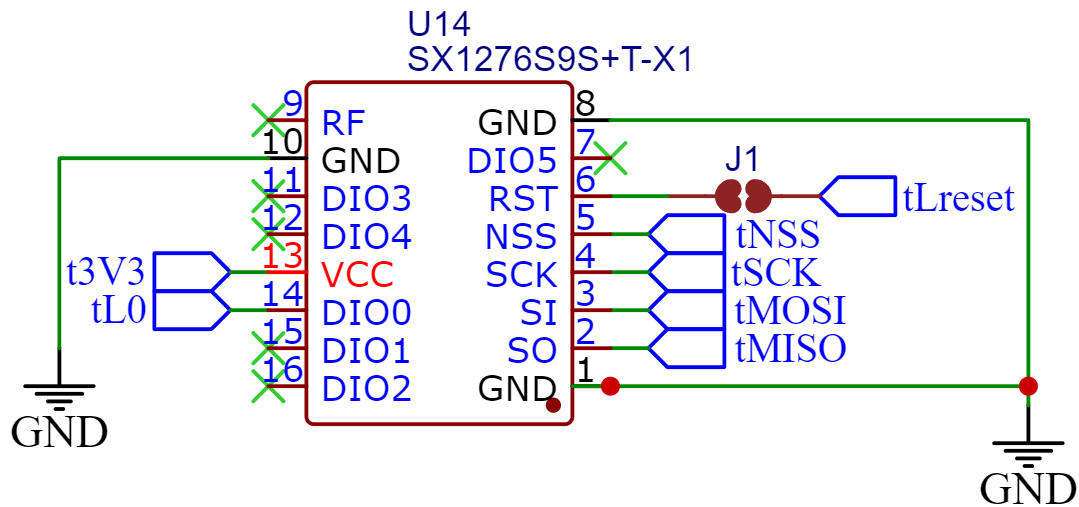 U14
SX1276S9S+T-X1
9 RF GND 8
10 GND DIO5 7
J1
11 DIO3 RST 6 tLreset
12 DIO4 NSS 5 tNSS
t3V3 13 VCC SCK 4 tSCK
tL0 14 DIO0 SI 3 tMOSI
15 DIO1 SO 2 tMISO
16 DIO2 GND 1
GND
GND